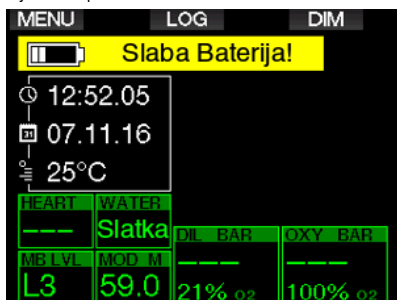 MENU LOG DIM
Slaba Baterija!
12:52.05
31 07.11.16
25°C
HEART WATER
--- Slatka
DIL BAR OXY BAR
--- ---
MB LVL MOD M
L3 59.0
21% O2 100% O2